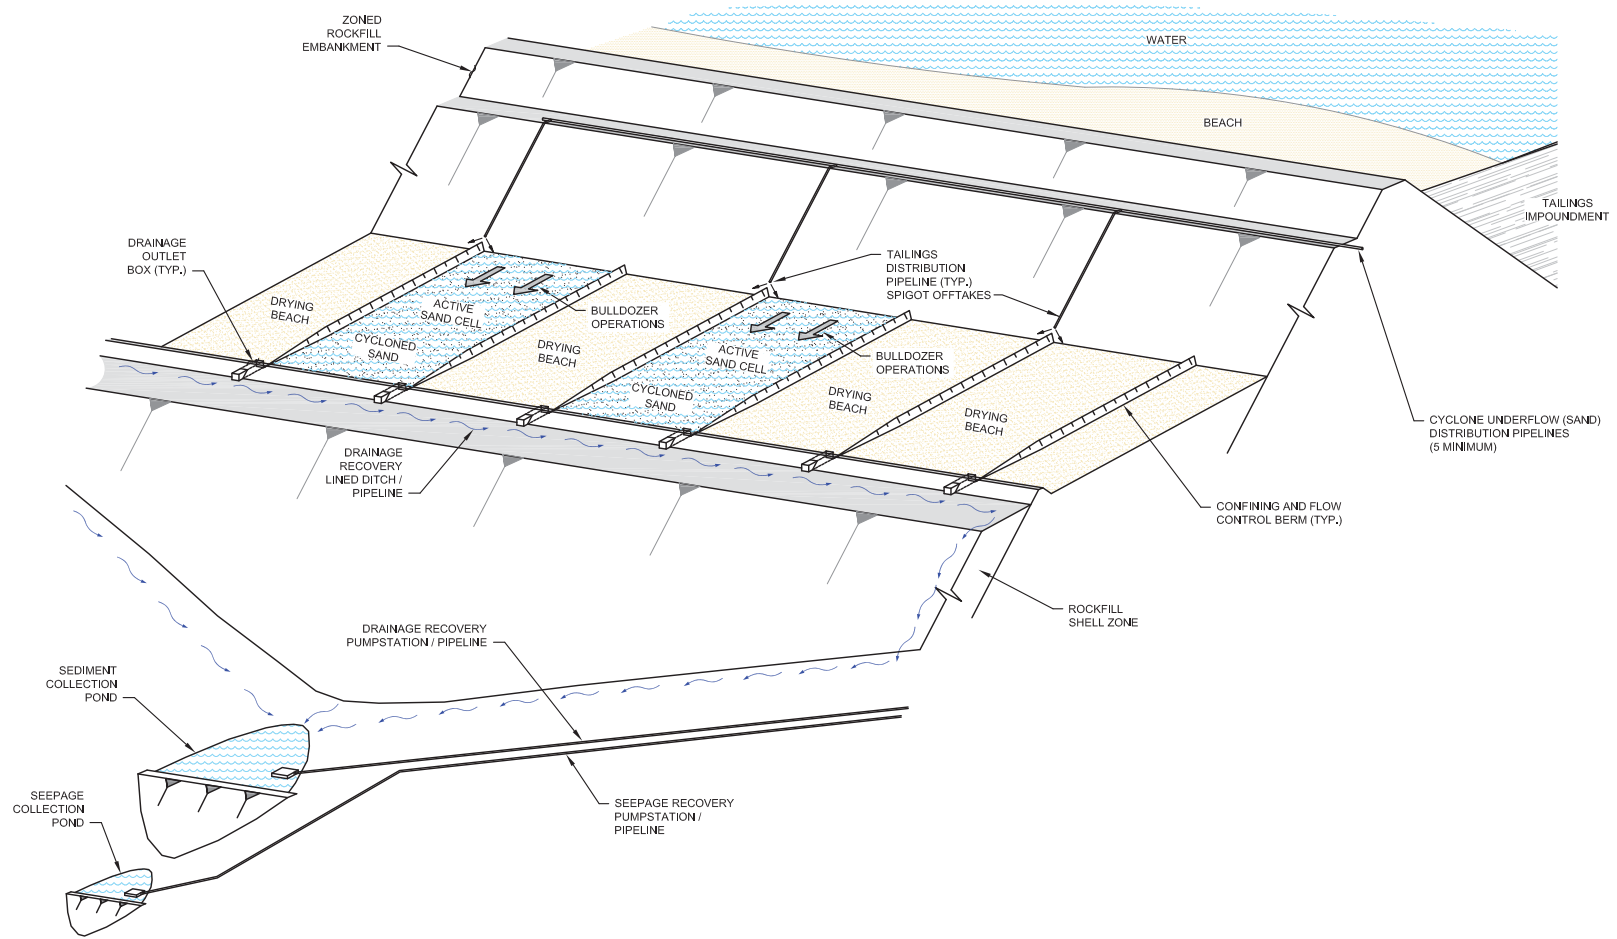 ZONED
ROCKFILL
EMBANKMENT
WATER
BEACH
TAILINGS
IMPOUNDMENT
DRAINAGE
OUTLET
BOX (TYP.)
TAILINGS
DISTRIBUTION
PIPELINE (TYP.)
SPIGOT OFFTAKES
DRYING
BEACH
ACTIVE
SAND CELL
CYCLONED
SAND
BULLDOZER
OPERATIONS
DRYING
BEACH
ACTIVE
SAND CELL
CYCLONED
SAND
BULLDOZER
OPERATIONS
DRYING
BEACH
DRYING
BEACH
CYCLONE UNDERFLOW (SAND)
DISTRIBUTION PIPELINES
(5 MINIMUM)
DRAINAGE
RECOVERY
LINED DITCH /
PIPELINE
CONFINING AND FLOW
CONTROL BERM (TYP.)
ROCKFILL
SHELL ZONE
DRAINAGE RECOVERY
PUMPSTATION / PIPELINE
SEDIMENT
COLLECTION
POND
SEEPAGE
COLLECTION
POND
SEEPAGE RECOVERY
PUMPSTATION /
PIPELINE